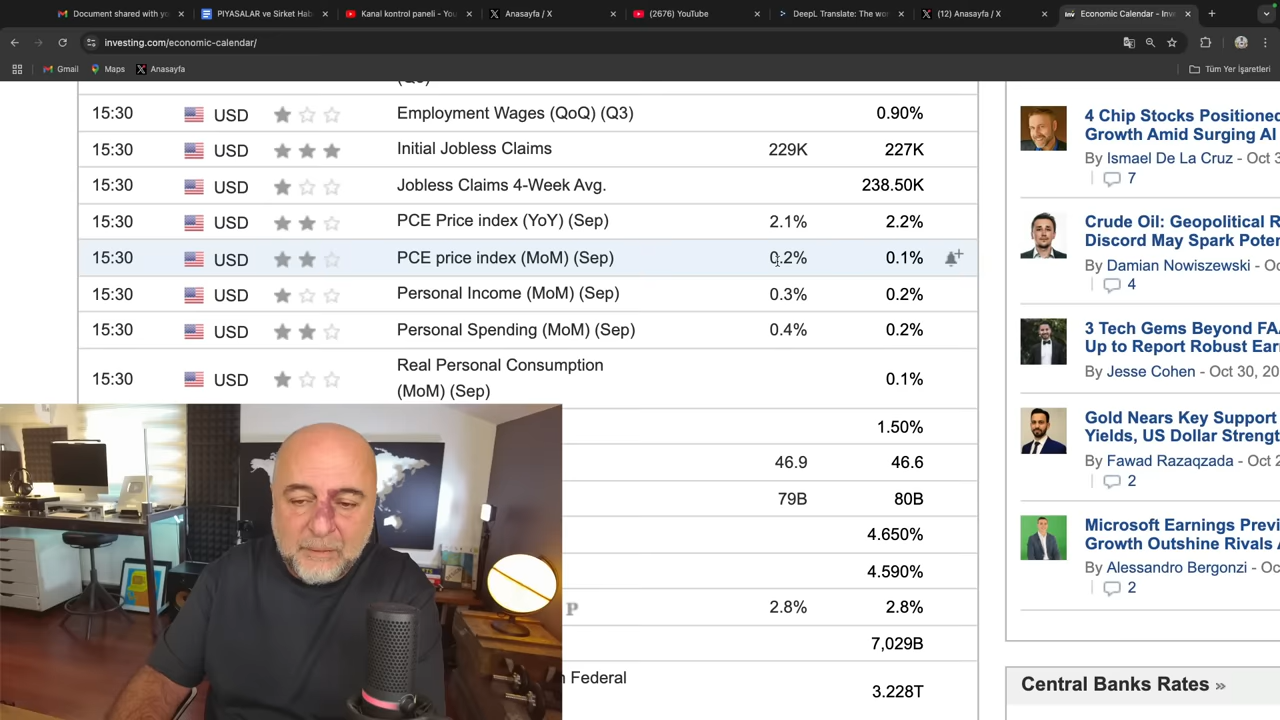 Document shared with yo
PIYASALAR ve Sirket Hab
Kanal kontrol paneli - You
Anasayfa / X
(2676) YouTube
DeepL Translate: The wor
(12) Anasayfa / X
Economic Calendar - Inve
investing.com/economic-calendar/
Gmail
Maps
Anasayfa
Tüm Yer İşaretleri
15:30 USD Employment Wages (QoQ) (Q3) 0.90%
15:30 USD Initial Jobless Claims 229K 227K
15:30 USD Jobless Claims 4-Week Avg. 238.50K
15:30 USD PCE Price index (YoY) (Sep) 2.1% 2.2%
15:30 USD PCE price index (MoM) (Sep) 0.2% 0.1%
15:30 USD Personal Income (MoM) (Sep) 0.3% 0.2%
15:30 USD Personal Spending (MoM) (Sep) 0.4% 0.2%
Real Personal Consumption
15:30 USD (MoM) (Sep) 0.1%
1.50%
46.9 46.6
79B 80B
4.650%
4.590%
P 2.8% 2.8%
7,029B
n Federal
3.228T
4 Chip Stocks Positioned
Growth Amid Surging AI
By Ismael De La Cruz - Oct 3
7
Crude Oil: Geopolitical R
Discord May Spark Poter
By Damian Nowiszewski - Oc
4
3 Tech Gems Beyond FAA
Up to Report Robust Earn
By Jesse Cohen - Oct 30, 20
Gold Nears Key Support
Yields, US Dollar Strengt
By Fawad Razaqzada - Oct 2
2
Microsoft Earnings Previ
Growth Outshine Rivals A
By Alessandro Bergonzi - Oc
2
Central Banks Rates »